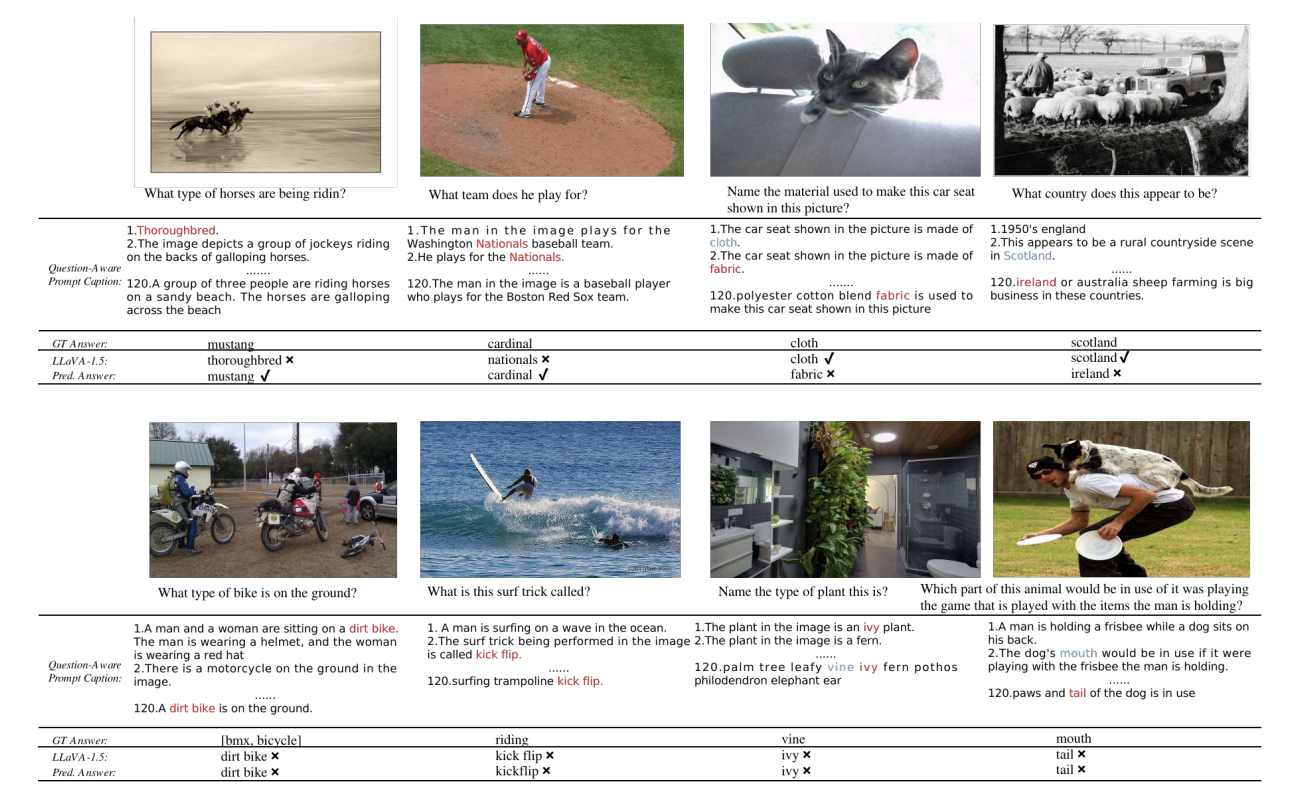 What type of horses are being ridin?
What team does he play for?
Name the material used to make this car seat
shown in this picture?
What country does this appear to be?
Question-Aware
Prompt Caption:
1.Thoroughbred.
2.The image depicts a group of jockeys riding
on the backs of galloping horses.
.......
120.A group of three people are riding horses
on a sandy beach. The horses are galloping
across the beach
1.The man in the image plays for the
Washington Nationals baseball team.
2.He plays for the Nationals.
......
120.The man in the image is a baseball player
who plays for the Boston Red Sox team.
1.The car seat shown in the picture is made of
cloth.
2.The car seat shown in the picture is made of
fabric.
.......
120.polyester cotton blend fabric is used to
make this car seat shown in this picture
1.1950's england
2.This appears to be a rural countryside scene
in Scotland.
......
120.ireland or australia sheep farming is big
business in these countries.
GT Answer: mustang cardinal cloth scotland
LLaVA-1.5: thoroughbred ✖ nationals ✖ cloth ✓ scotland ✓
Pred. Answer: mustang ✓ cardinal ✓ fabric ✖ ireland ✖
What type of bike is on the ground?
What is this surf trick called?
Name the type of plant this is?
Which part of this animal would be in use of it was playing
the game that is played with the items the man is holding?
Question-Aware
Prompt Caption:
1.A man and a woman are sitting on a dirt bike.
The man is wearing a helmet, and the woman
is wearing a red hat
2.There is a motorcycle on the ground in the
image.
......
120.A dirt bike is on the ground.
1. A man is surfing on a wave in the ocean.
2.The surf trick being performed in the image
is called kick flip.
......
120.surfing trampoline kick flip.
1.The plant in the image is an ivy plant.
2.The plant in the image is a fern.
......
120.palm tree leafy vine ivy fern pothos
philodendron elephant ear
1.A man is holding a frisbee while a dog sits on
his back.
2.The dog's mouth would be in use if it were
playing with the frisbee the man is holding.
......
120.paws and tail of the dog is in use
GT Answer: [bmx, bicycle] riding vine mouth
LLaVA-1.5: dirt bike ✖ kick flip ✖ ivy ✖ tail ✖
Pred. Answer: dirt bike ✖ kickflip ✖ ivy ✖ tail ✖